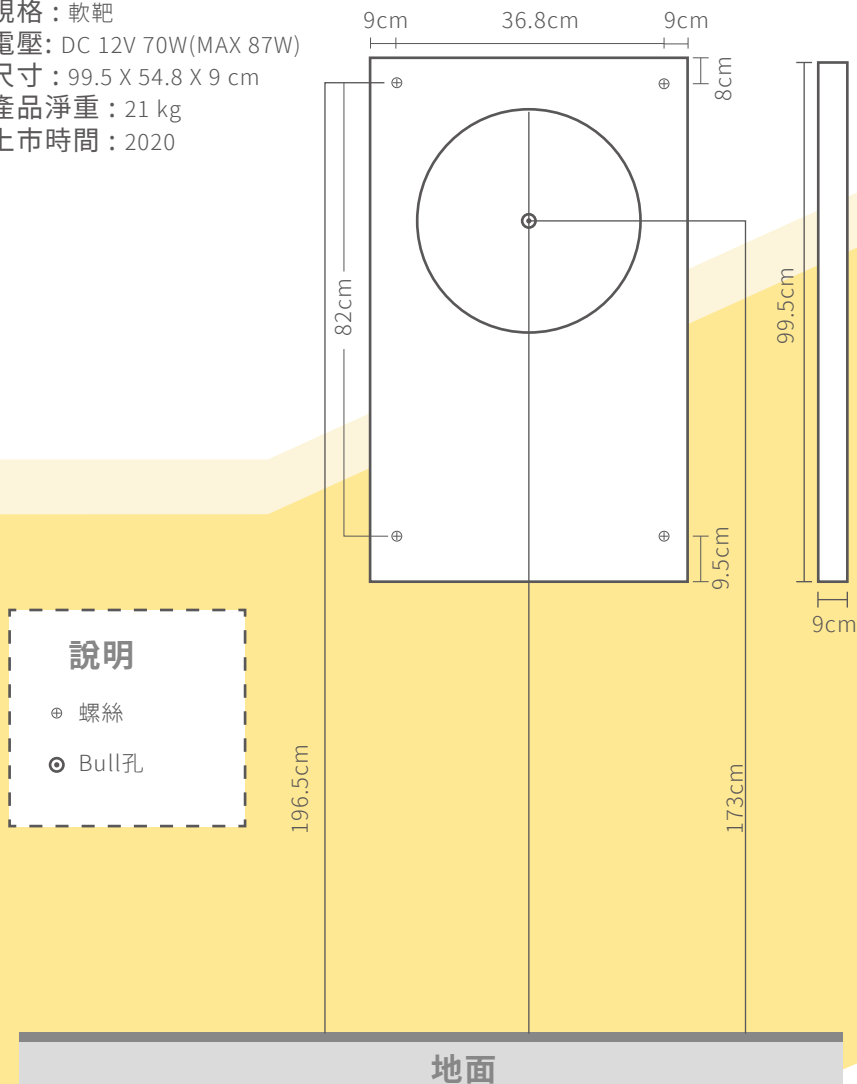 規格：軟靶
電壓: DC 12V 70W(MAX 87W)
尺寸：99.5 X 54.8 X 9 cm
產品淨重：21 kg
上市時間：2020
9cm
36.8cm
9cm
8cm
82cm
99.5cm
9.5cm
9cm
說明
螺絲
Bull孔
196.5cm
173cm
地面